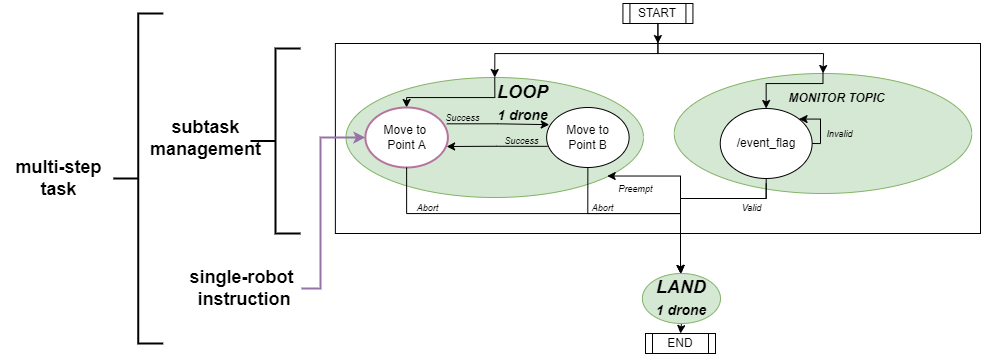 START
LOOP
1 drone
MONITOR TOPIC
Success
Move to
Point A
Move to
Point B
Success
/event_flag
Invalid
Preempt
Abort
Abort
Valid
subtask
management
multi-step
task
single-robot
instruction
LAND
1 drone
END